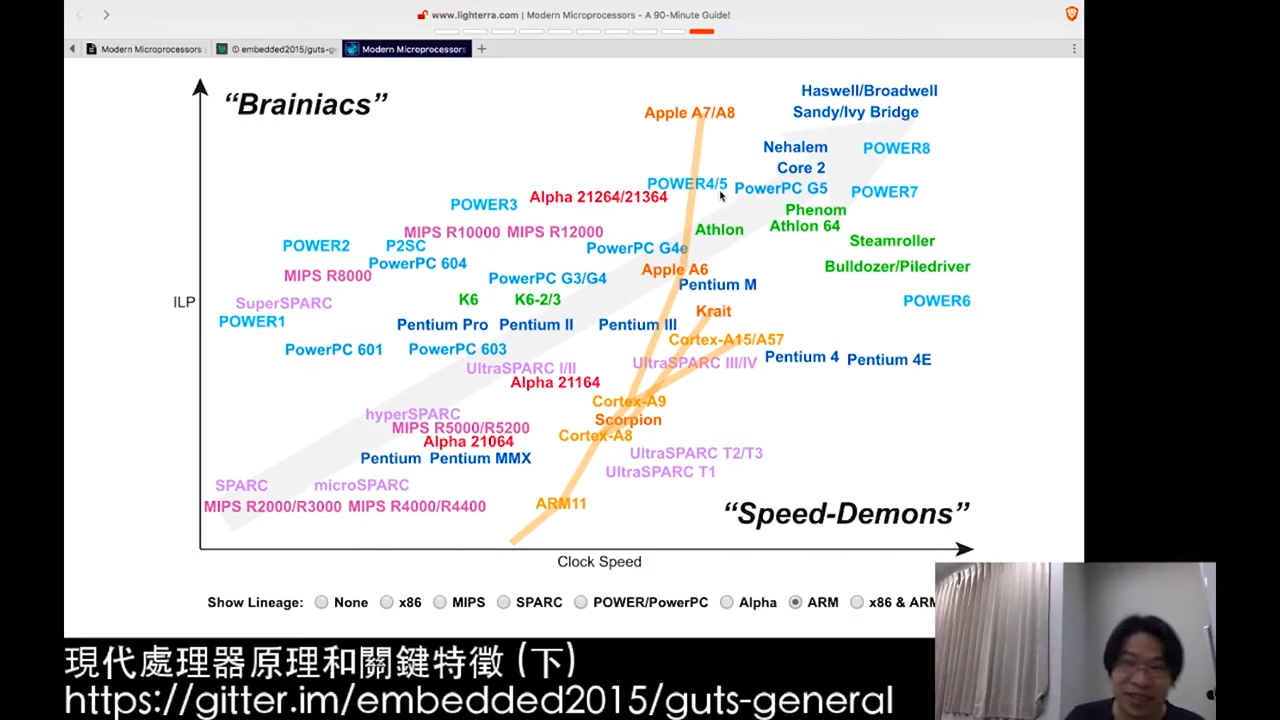 www.lighterra.com | Modern Microprocessors - A 90-Minute Guide!
Modern Microprocessors
embedded2015/guts-ge
Modern Microprocessors
"Brainiacs"
Haswell/Broadwell
Apple A7/A8
Sandy/Ivy Bridge
Nehalem
POWER8
Core 2
POWER4/5
PowerPC G5
POWER7
Alpha 21264/21364
POWER3
Phenom
Athlon 64
MIPS R10000
MIPS R12000
Athlon
Steamroller
POWER2
P2SC
PowerPC G4e
PowerPC 604
Apple A6
Bulldozer/Piledriver
MIPS R8000
PowerPC G3/G4
Pentium M
ILP
SuperSPARC
K6
K6-2/3
POWER6
Krait
POWER1
Pentium Pro
Pentium II
Pentium III
Cortex-A15/A57
PowerPC 601
PowerPC 603
UltraSPARC I/II
UltraSPARC III/IV
Pentium 4
Pentium 4E
Alpha 21164
Cortex-A9
hyperSPARC
Scorpion
MIPS R5000/R5200
Cortex-A8
Alpha 21064
Pentium
Pentium MMX
UltraSPARC T2/T3
UltraSPARC T1
SPARC
microSPARC
MIPS R2000/R3000
MIPS R4000/R4400
ARM11
"Speed-Demons"
Clock Speed
Show Lineage: None x86 MIPS SPARC POWER/PowerPC Alpha ARM x86 & ARM
現代處理器原理和關鍵特徵 (下)
https://gitter.im/embedded2015/guts-general